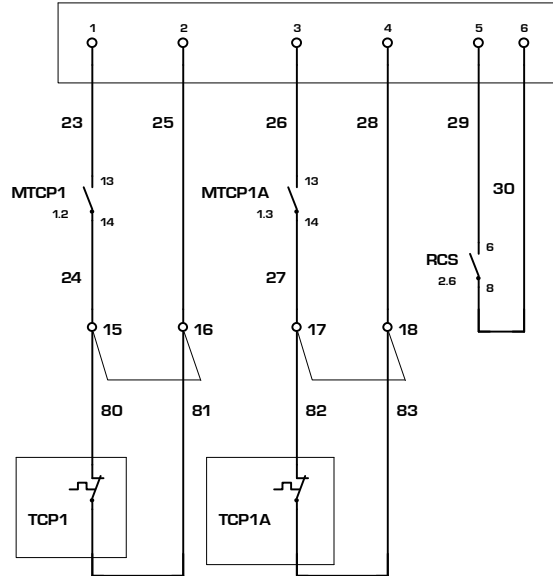 1 2 3 4 5 6
23 25 26 28 29
30
MTCP1 13 MTCP1A 13
1.2 14 1.3 14
RCS 6
2.6 8
24 27
15 16 17 18
80 81 82 83
TCP1 TCP1A